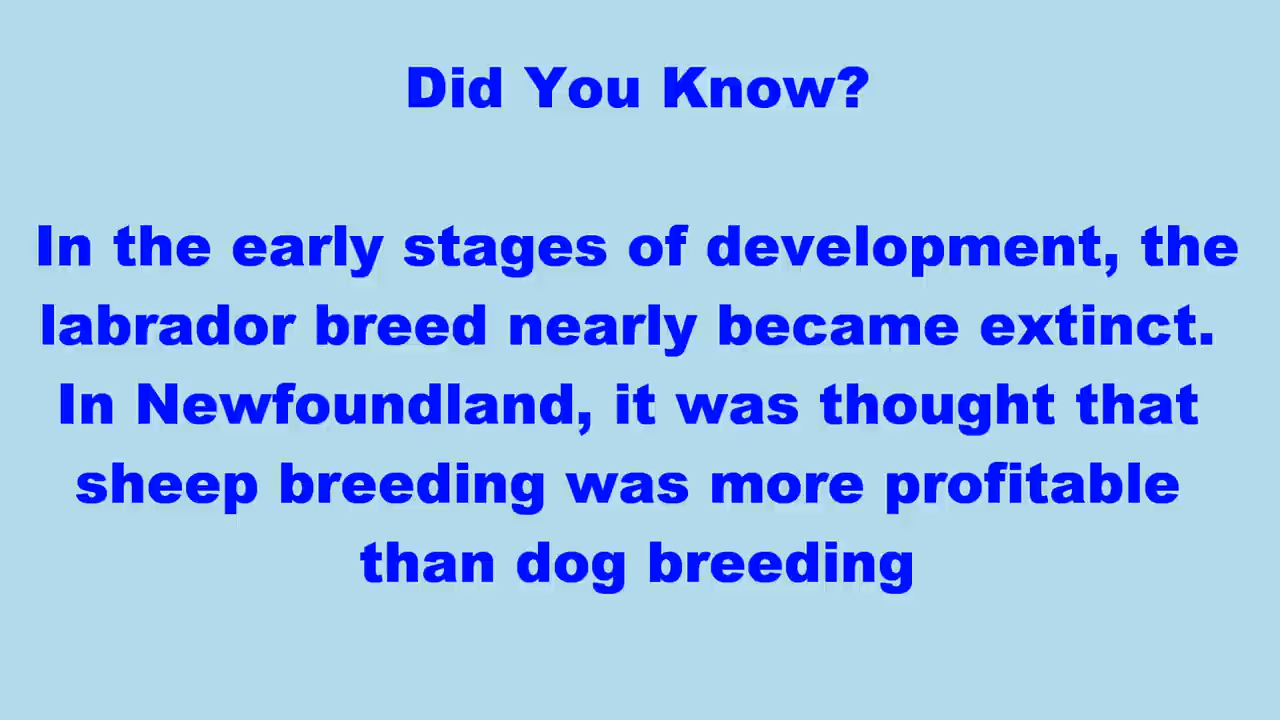 Did You Know?
In the early stages of development, the
labrador breed nearly became extinct.
In Newfoundland, it was thought that
sheep breeding was more profitable
than dog breeding